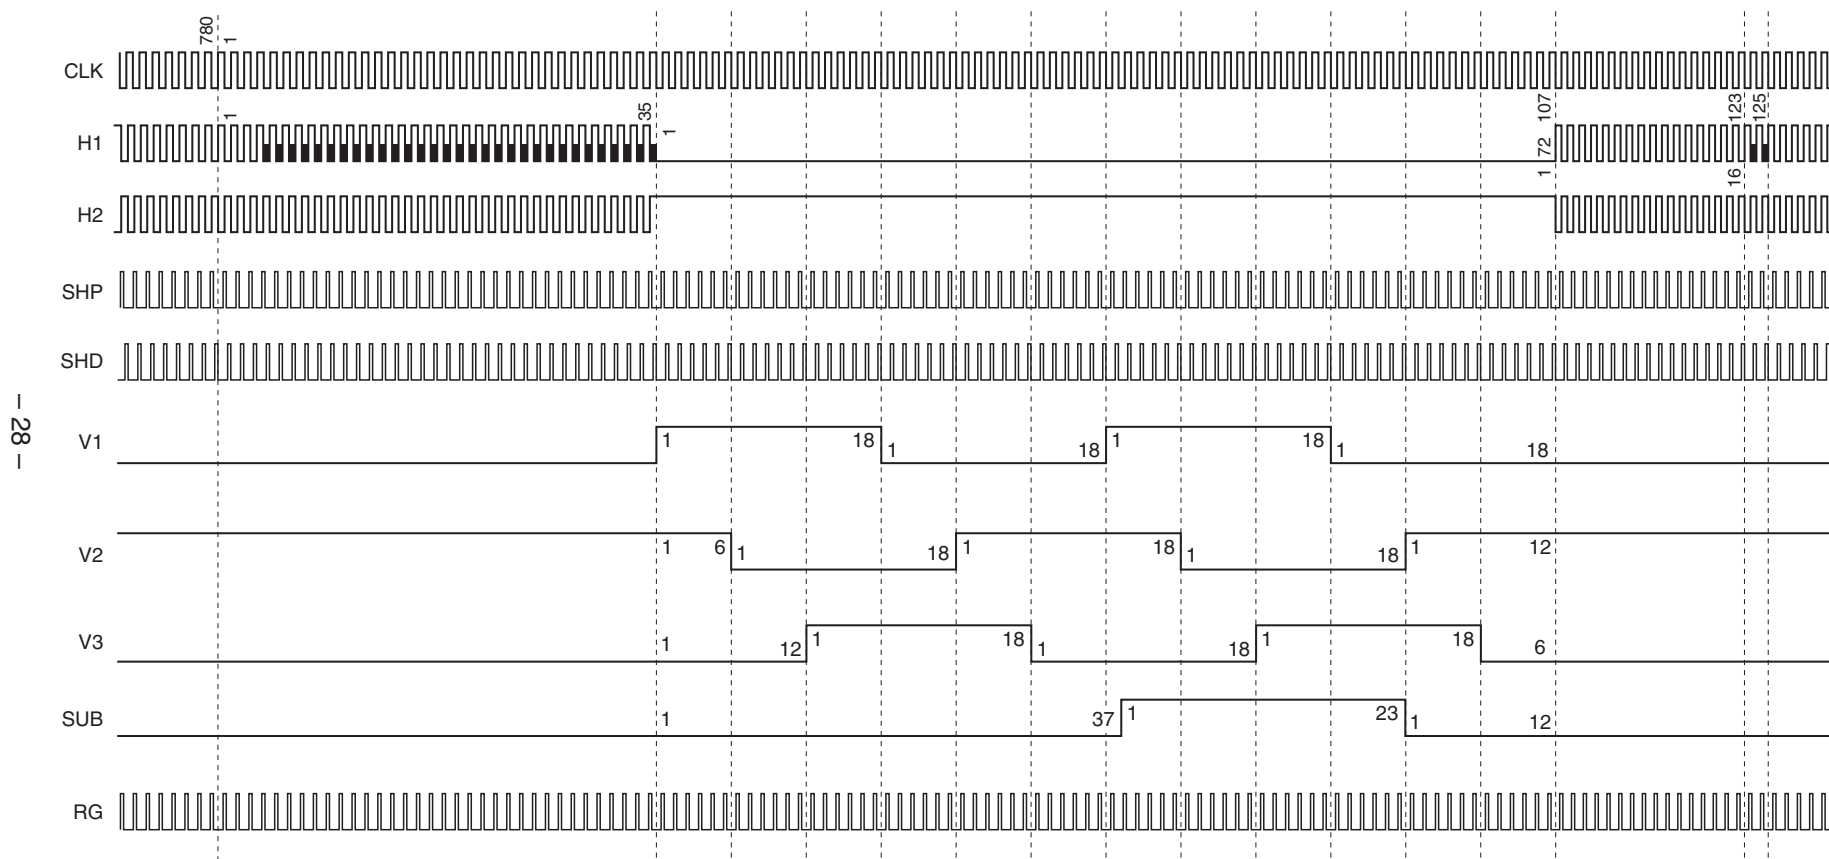 780 1
CLK
H1 1 35 1 1 72 107 16 123 125
H2
SHP
SHD
– 28 –
V1 1 18 1 18 1 18 1 18
V2 1 6 1 18 1 18 1 18 1 12
V3 1 12 1 18 1 18 1 18 6
SUB 1 37 1 23 1 12
RG